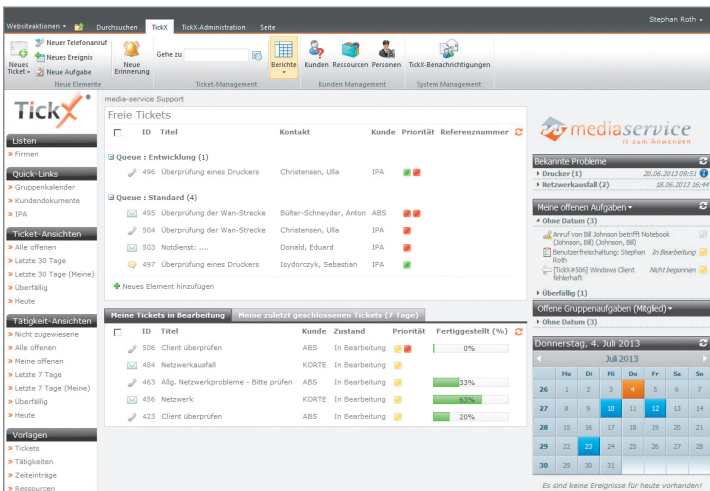 Websiteaktionen
Durchsuchen
TickX
TickX-Administration
Seite
Stephan Roth
Neues Ticket
Neuer Telefonanruf
Neues Ereignis
Neue Aufgabe
Neue Elemente
Neue Erinnerung
Gehe zu
Berichte
Ticket-Management
Kunden
Ressourcen
Personen
Kunden Management
TickX-Benachrichtigungen
System Management
TickX®
Listen
» Firmen
Quick-Links
» Gruppenkalender
» Kundendokumente
» IPA
Ticket-Ansichten
» Alle offenen
» Letzte 30 Tage
» Letzte 30 Tage (Meine)
» Überfällig
» Heute
Tätigkeit-Ansichten
» Nicht zugewiesene
» Alle offenen
» Meine offenen
» Letzte 7 Tage
» Letzte 7 Tage (Meine)
» Überfällig
» Heute
Vorlagen
» Tickets
» Tätigkeiten
» Zeiteinträge
» Ressourcen
media-service Support
Freie Tickets
ID Titel Kontakt Kunde Priorität Referenznummer
Queue : Entwicklung (1)
496 Überprüfung eines Druckers Christensen, Ulla IPA
Queue : Standard (4)
495 Überprüfung der Wan-Strecke Bülter-Schneyder, Anton ABS
504 Überprüfung der Wan-Strecke Christensen, Ulla IPA
503 Notdienst: .... Donald, Eduard IPA
497 Überprüfung eines Druckers Isydorczyk, Sebastian IPA
Neues Element hinzufügen
Meine Tickets in Bearbeitung
Meine zuletzt geschlossenen Tickets (7 Tage)
ID Titel Kunde Zustand Priorität Fertiggestellt (%)
506 Client überprüfen ABS In Bearbeitung 0%
484 Netzwerkausfall KORTE In Bearbeitung
463 Allg. Netzwerkprobleme - Bitte prüfen ABS In Bearbeitung 33%
456 Netzwerk KORTE In Bearbeitung 63%
423 Client überprüfen ABS In Bearbeitung 20%
mediaservice
it zum Anwenden
Bekannte Probleme
Drucker (1) 20.06.2013 09:51
Netzwerkausfall (2) 18.06.2013 16:44
Meine offenen Aufgaben
Ohne Datum (3)
Anruf von Bill Johnson betrifft Notebook
(Johnson, Bill) (Johnson, Bill)
Benutzerfreischaltung: Stephan In Bearbeitung
Roth
[TickX#506] Windows Client Nicht begonnen
fehlerhaft
Überfällig (1)
Offene Gruppenaufgaben (Mitglied)
Ohne Datum (3)
Donnerstag, 4. Juli 2013
Juli 2013
Mo Di Mi Do Fr Sa So
26 1 2 3 4 5 6 7
27 8 9 10 11 12 13 14
28 15 16 17 18 19 20 21
29 22 23 24 25 26 27 28
30 29 30 31
Es sind keine Ereignisse für heute vorhanden!